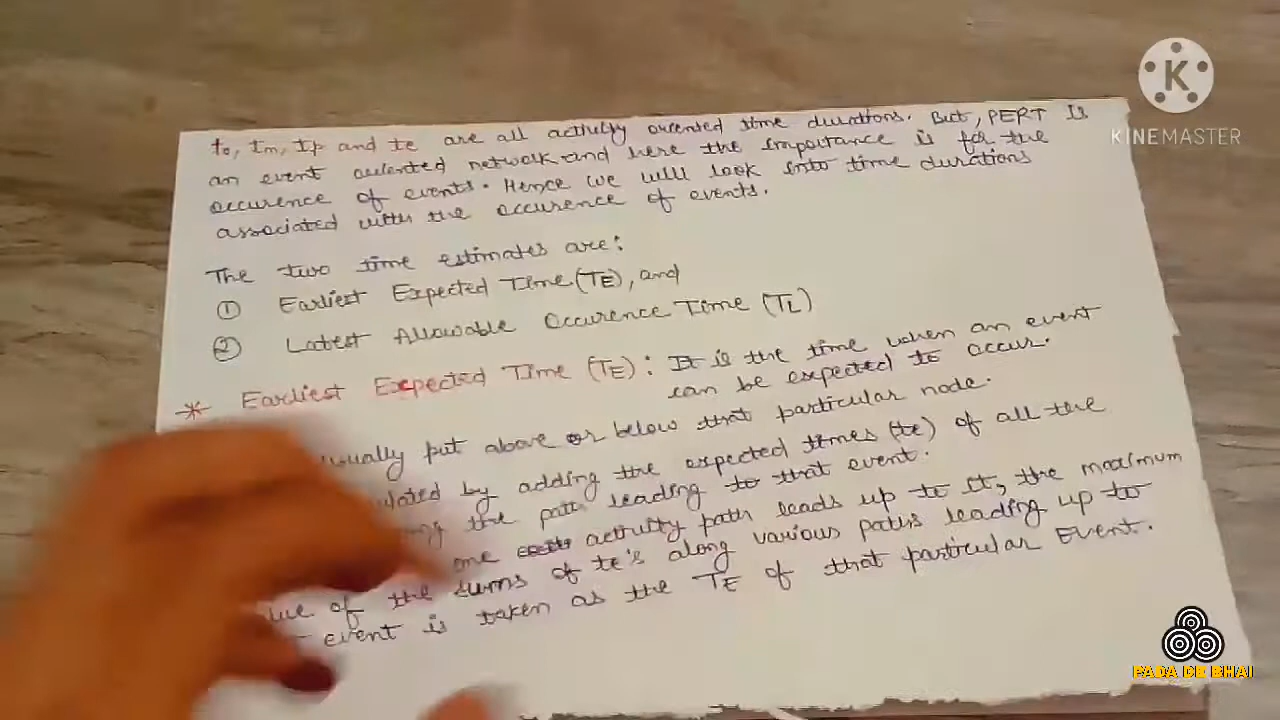 to, tm, tp and te are all activity oriented time durations. But, PERT is
an event oriented network and here the importance is for the
occurence of events. Hence we will look into time durations
associated with the occurence of events.
The two time estimates are:
① Earliest Expected Time (TE), and
② Latest Allowable Occurence Time (TL)
* Earliest Expected Time (TE): It is the time when an event
can be expected to occur.
usually put above or below that particular node.
by adding the expected times (te) of all the
the path leading to that event.
one activity path leads up to it, the maximum
of the sums of te's along various paths leading up to
event is taken as the TE of that particular Event.
KINEMASTER
PADA DE BHAI